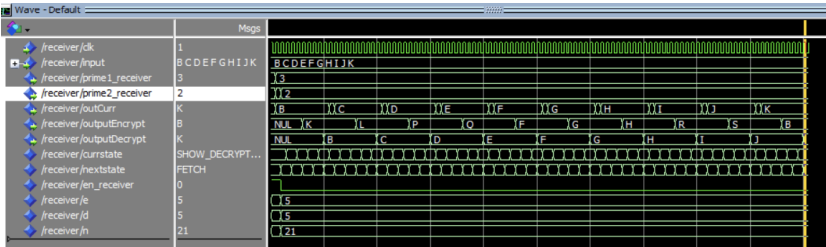 Wave - Default
Msgs
/receiver/clk 1
/receiver/input B C D E F G H I J K B C D E F G H I J K
/receiver/prime1_receiver 3 3
/receiver/prime2_receiver 2 2
/receiver/outCurr K B C D E F G H I J K
/receiver/outputEncrypt B NUL K L P Q F G H R S B
/receiver/outputDecrypt K NUL B C D E F G H I J
/receiver/currstate SHOW_DECRYPT...
/receiver/nextstate FETCH
/receiver/en_receiver 0
/receiver/e 5 5
/receiver/d 5 5
/receiver/n 21 21